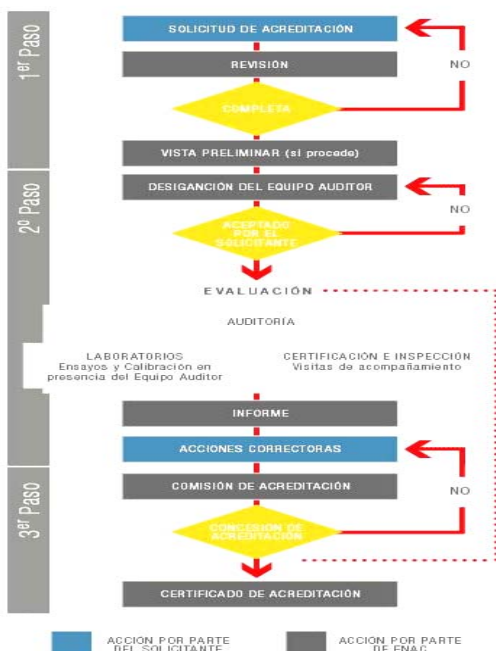 1er Paso
SOLICITUD DE ACREDITACIÓN
REVISIÓN
NO
COMPLETA
VISTA PRELIMINAR (si procede)
2º Paso
DESIGANCIÓN DEL EQUIPO AUDITOR
NO
ACEPTADO
POR EL
SOLICITANTE
EVALUACIÓN
AUDITORÍA
LABORATORIOS
Ensayos y Calibración en
presencia del Equipo Auditor
CERTIFICACIÓN E INSPECCIÓN
Visitas de acompañamiento
INFORME
ACCIONES CORRECTORAS
3er Paso
COMISIÓN DE ACREDITACIÓN
NO
CONCESIÓN DE
ACREDITACIÓN
CERTIFICADO DE ACREDITACIÓN
ACCIÓN POR PARTE
DEL SOLICITANTE
ACCIÓN POR PARTE
DE ENAC